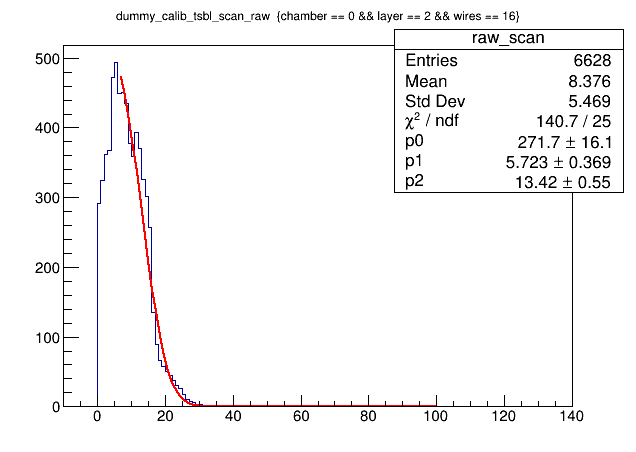 dummy_calib_tsbl_scan_raw {chamber == 0 && layer == 2 && wires == 16}
raw_scan
Entries 6628
Mean 8.376
Std Dev 5.469
χ² / ndf 140.7 / 25
p0 271.7 ± 16.1
p1 5.723 ± 0.369
p2 13.42 ± 0.55
500
400
300
200
100
0
0 20 40 60 80 100 120 140